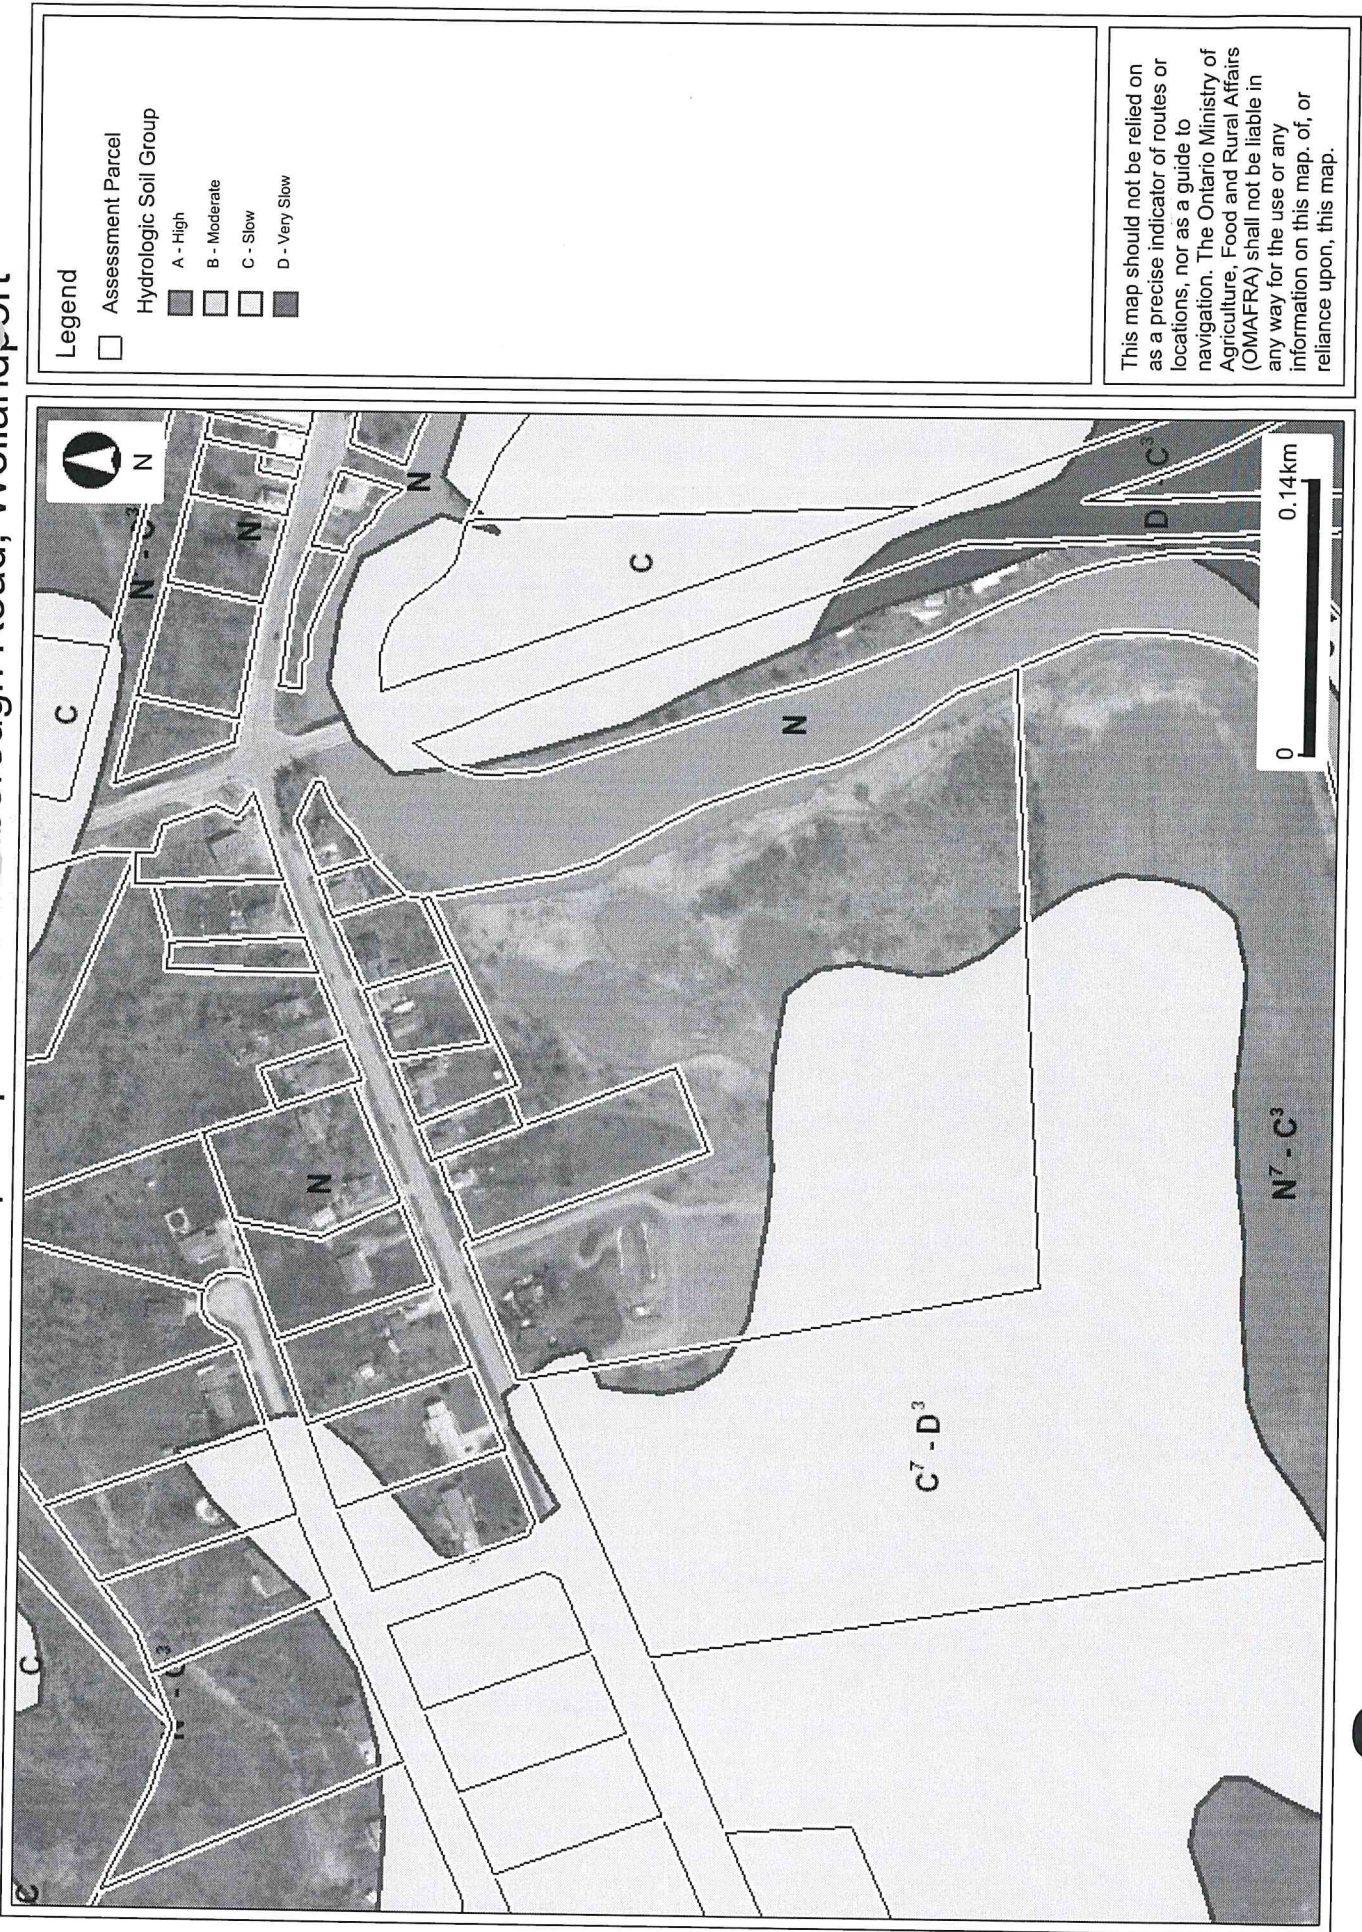 Road, Wellandport
Legend
Assessment Parcel
Hydrologic Soil Group
A - High
B - Moderate
C - Slow
D - Very Slow
This map should not be relied on
as a precise indicator of routes or
locations, nor as a guide to
navigation. The Ontario Ministry of
Agriculture, Food and Rural Affairs
(OMAFRA) shall not be liable in
any way for the use or any
information on this map. of, or
reliance upon, this map.
N
C
C
C
N - C³
N
N
C
N
N
D
C³
C⁷ - D³
N⁷ - C³
0
0.14km